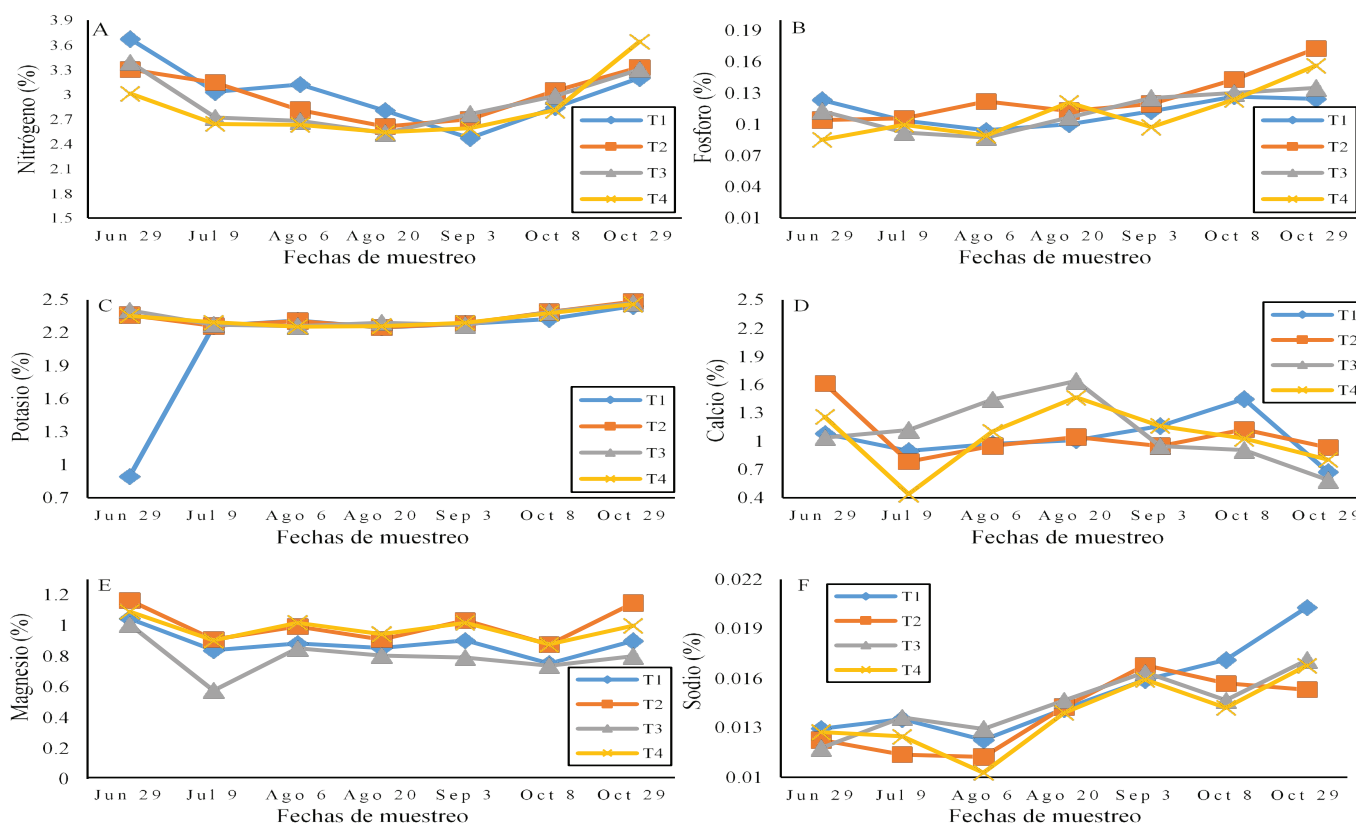 A
Nitrógeno (%)
3.9
3.6
3.3
3
2.7
2.4
2.1
1.8
1.5
T1
T2
T3
T4
Jun 29 Jul 9 Ago 6 Ago 20 Sep 3 Oct 8 Oct 29
Fechas de muestreo
B
Fosforo (%)
0.19
0.16
0.13
0.1
0.07
0.04
0.01
T1
T2
T3
T4
Jun 29 Jul 9 Ago 6 Ago 20 Sep 3 Oct 8 Oct 29
Fechas de muestreo
C
Potasio (%)
2.5
2.2
1.9
1.6
1.3
1
0.7
T1
T2
T3
T4
Jun 29 Jul 9 Ago 6 Ago 20 Sep 3 Oct 8 Oct 29
Fechas de muestreo
D
Calcio (%)
2.5
2.2
1.9
1.6
1.3
1
0.7
0.4
T1
T2
T3
T4
Jun 29 Jul 9 Ago 6 Ago 20 Sep 3 Oct 8 Oct 29
Fechas de muestreo
E
Magnesio (%)
1.2
1
0.8
0.6
0.4
0.2
0
T1
T2
T3
T4
Jun 29 Jul 9 Ago 6 Ago 20 Sep 3 Oct 8 Oct 29
Fechas de muestreo
F
Sodio (%)
0.022
0.019
0.016
0.013
0.01
T1
T2
T3
T4
Jun 29 Jul 9 Ago 6 Ago 20 Sep 3 Oct 8 Oct 29
Fechas de muestreo